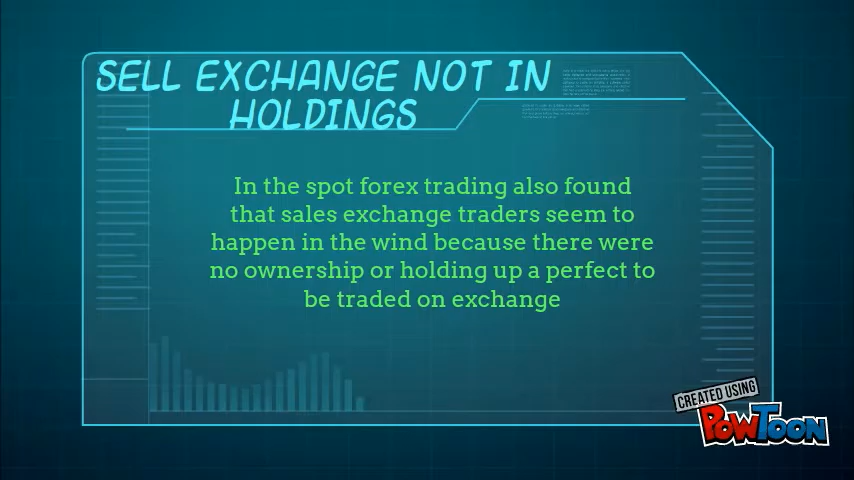 SELL EXCHANGE NOT IN
HOLDINGS
In the spot forex trading also found
that sales exchange traders seem to
happen in the wind because there were
no ownership or holding up a perfect to
be traded on exchange
CREATED USING
POWTOON